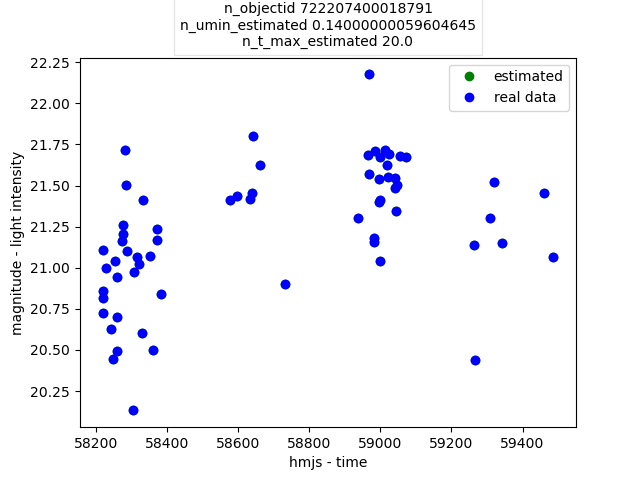 n_objectid 722207400018791
n_umin_estimated 0.14000000059604645
n_t_max_estimated 20.0
22.25
22.00
21.75
21.50
21.25
21.00
20.75
20.50
20.25
magnitude - light intensity
estimated
real data
58200 58400 58600 58800 59000 59200 59400
hmjs - time